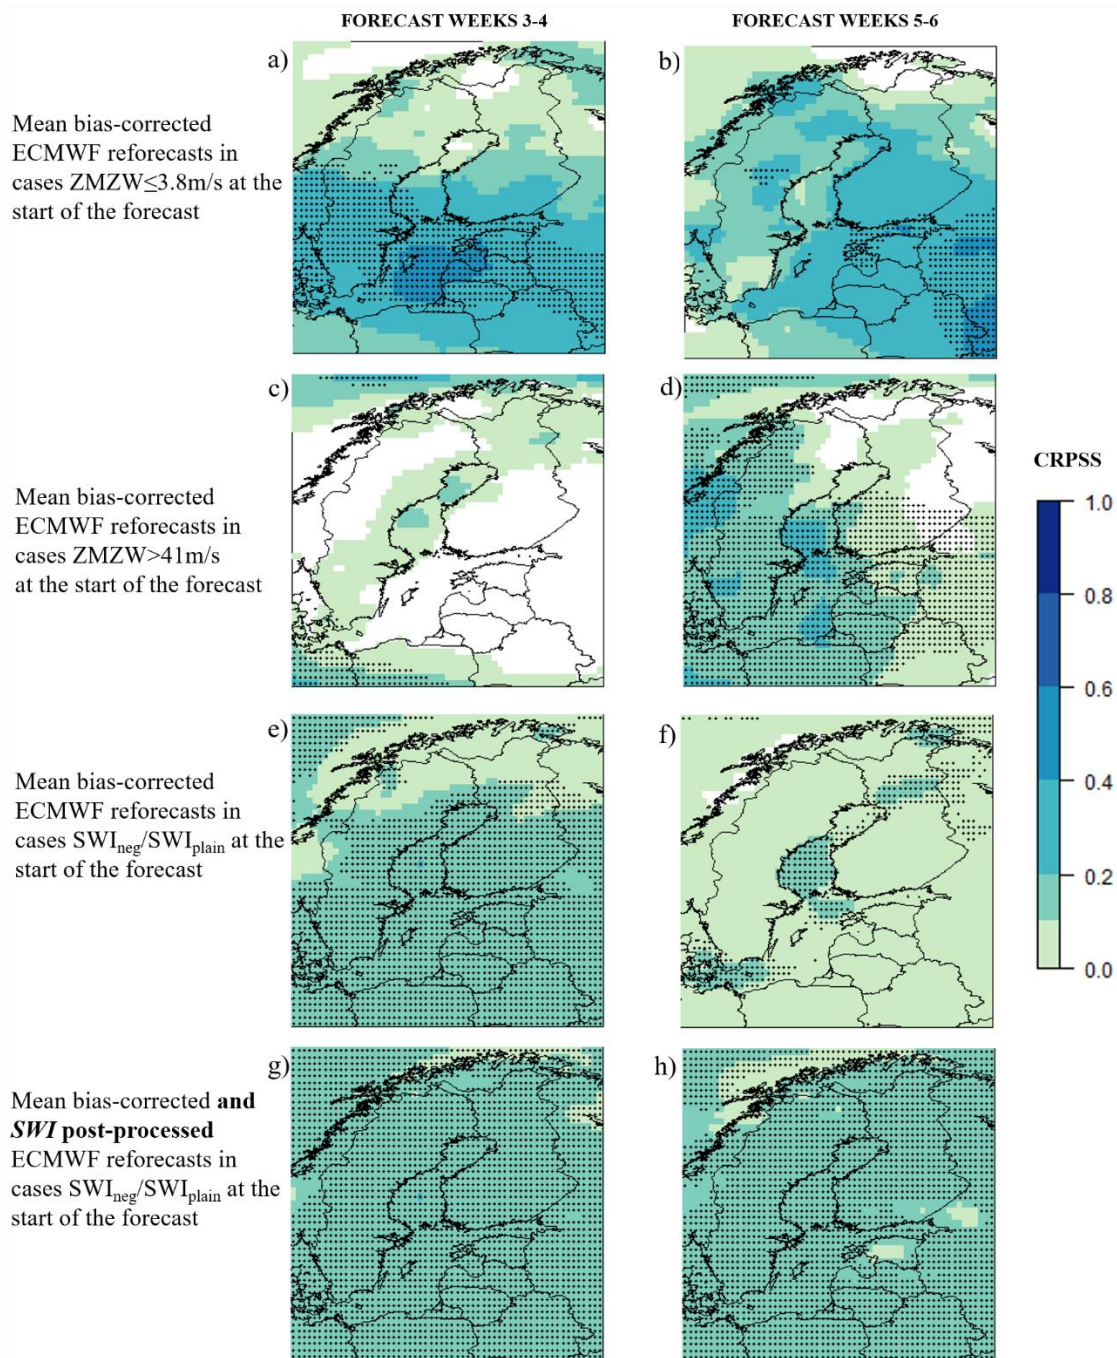 FORECAST WEEKS 3-4
FORECAST WEEKS 5-6
a)
b)
Mean bias-corrected
ECMWF reforecasts in
cases ZMZW≤3.8m/s at the
start of the forecast
c)
d)
Mean bias-corrected
ECMWF reforecasts in
cases ZMZW>41m/s
at the start of the forecast
e)
f)
Mean bias-corrected
ECMWF reforecasts in
cases SWIneg/SWIplain at the
start of the forecast
g)
h)
Mean bias-corrected and
SWI post-processed
ECMWF reforecasts in
cases SWIneg/SWIplain at the
start of the forecast
CRPSS
1.0
0.8
0.6
0.4
0.2
0.0